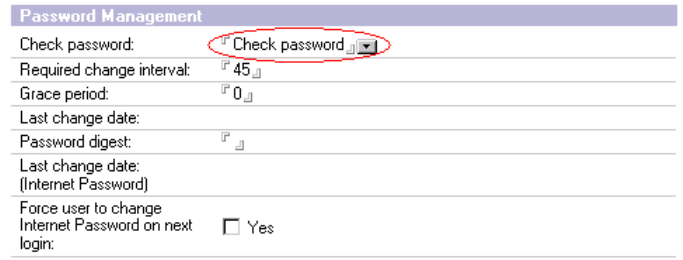 Password Management
Check password: Check password
Required change interval: 45
Grace period: 0
Last change date:
Password digest:
Last change date:
(Internet Password)
Force user to change
Internet Password on next Yes
login: